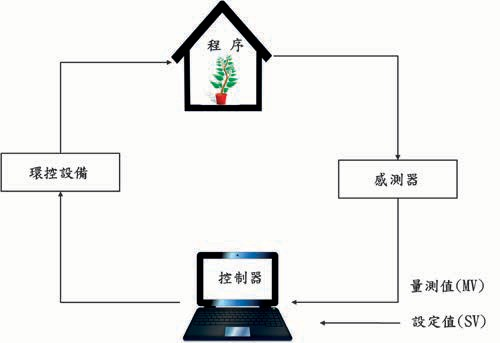 程 序
環控設備
感測器
控制器
量測值(MV)
設定值(SV)